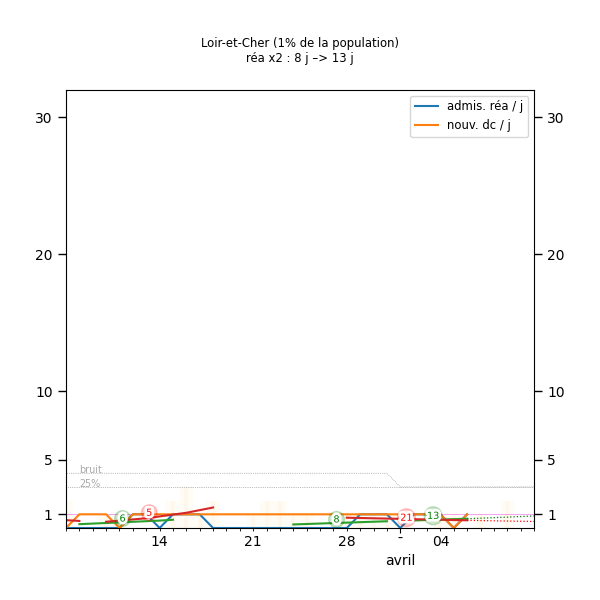 Loir-et-Cher (1% de la population)
réa x2 : 8 j –> 13 j
admis. réa / j
nouv. dc / j
30 30
20 20
10 10
5 5
bruit
25%
1 1
6 5 8 -21 -13
14 21 28 - 04
avril